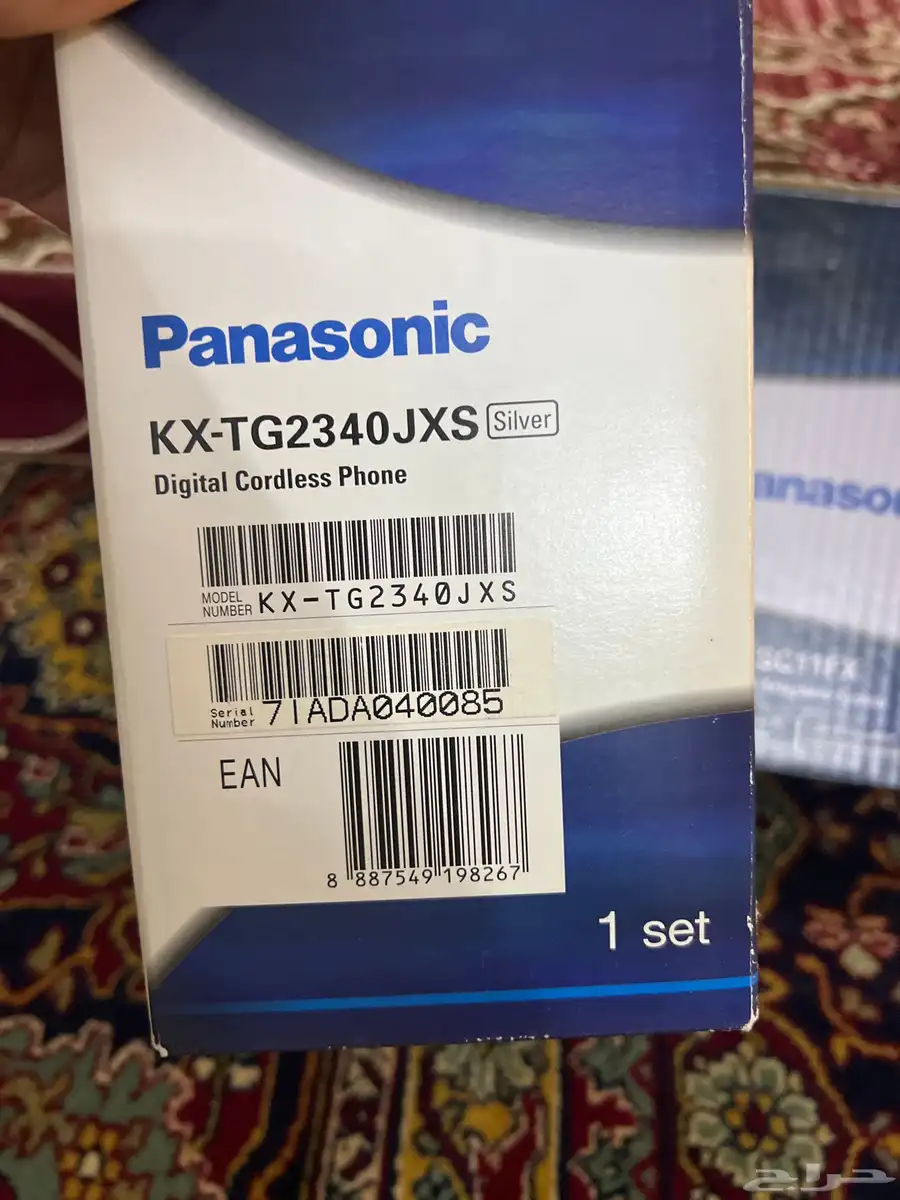 Panasonic
KX-TG2340JXS Silver
Digital Cordless Phone
MODEL NUMBER KX-TG2340JXS
Serial Number 7IADA040085
EAN
8 887549 198267
1 set
Panaso
حراج